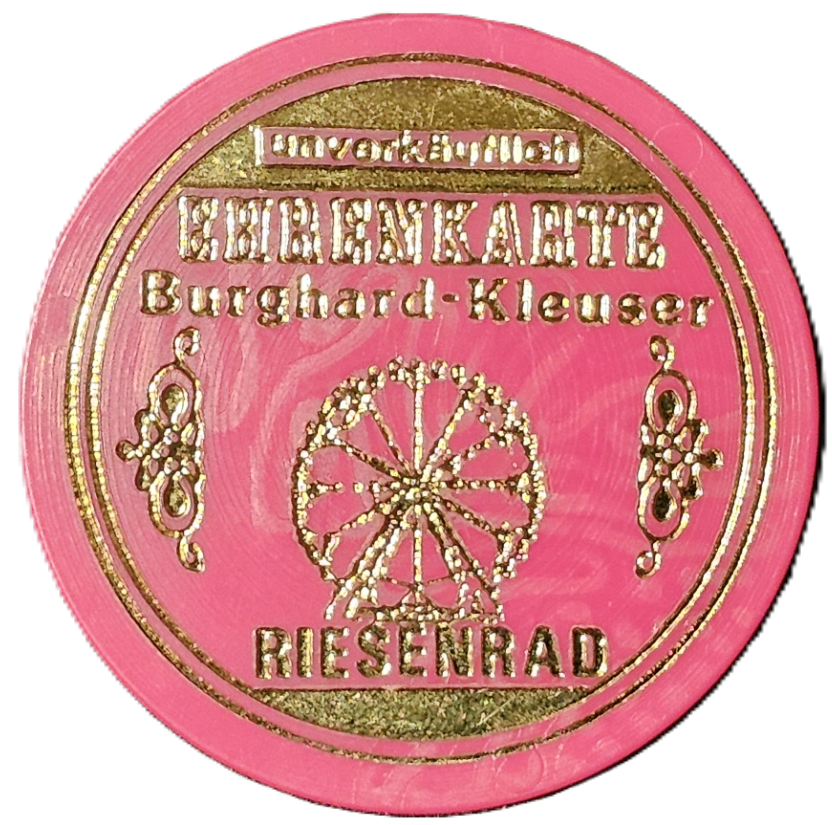 unverkäuflich
EHRENKARTE
Burghard-Kleuser
RIESENRAD